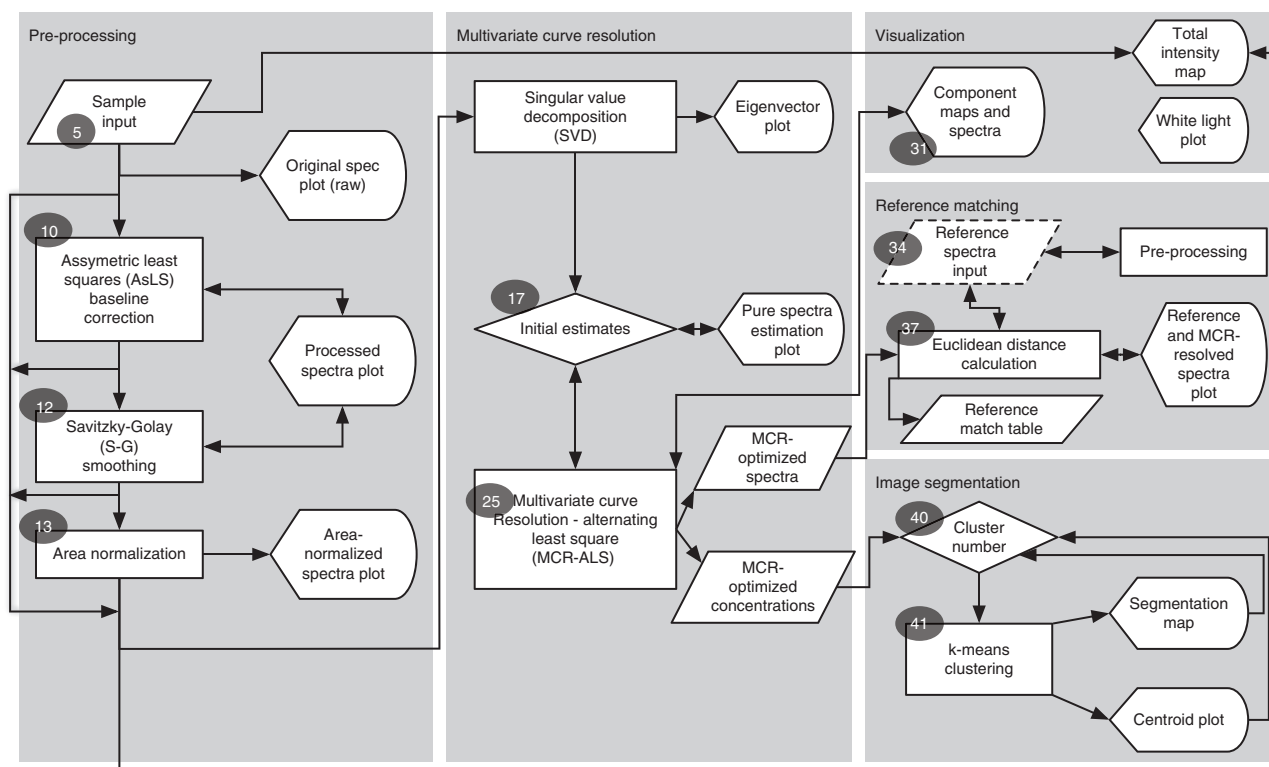 Pre-processing
Sample
input
5
Original spec
plot (raw)
10
Assymetric least
squares (AsLS)
baseline
correction
Processed
spectra plot
12
Savitzky-Golay
(S-G)
smoothing
13
Area normalization
Area-
normalized
spectra plot
Multivariate curve resolution
Singular value
decomposition
(SVD)
Eigenvector
plot
17
Initial estimates
Pure spectra
estimation
plot
25
Multivariate curve
Resolution - alternating
least square
(MCR-ALS)
MCR-
optimized
spectra
MCR-
optimized
concentrations
Visualization
Total
intensity
map
Component
maps and
spectra
31
White light
plot
Reference matching
34
Reference
spectra
input
Pre-processing
37
Euclidean distance
calculation
Reference
and MCR-
resolved
spectra
plot
Reference
match table
Image segmentation
40
Cluster
number
41
k-means
clustering
Segmentation
map
Centroid plot